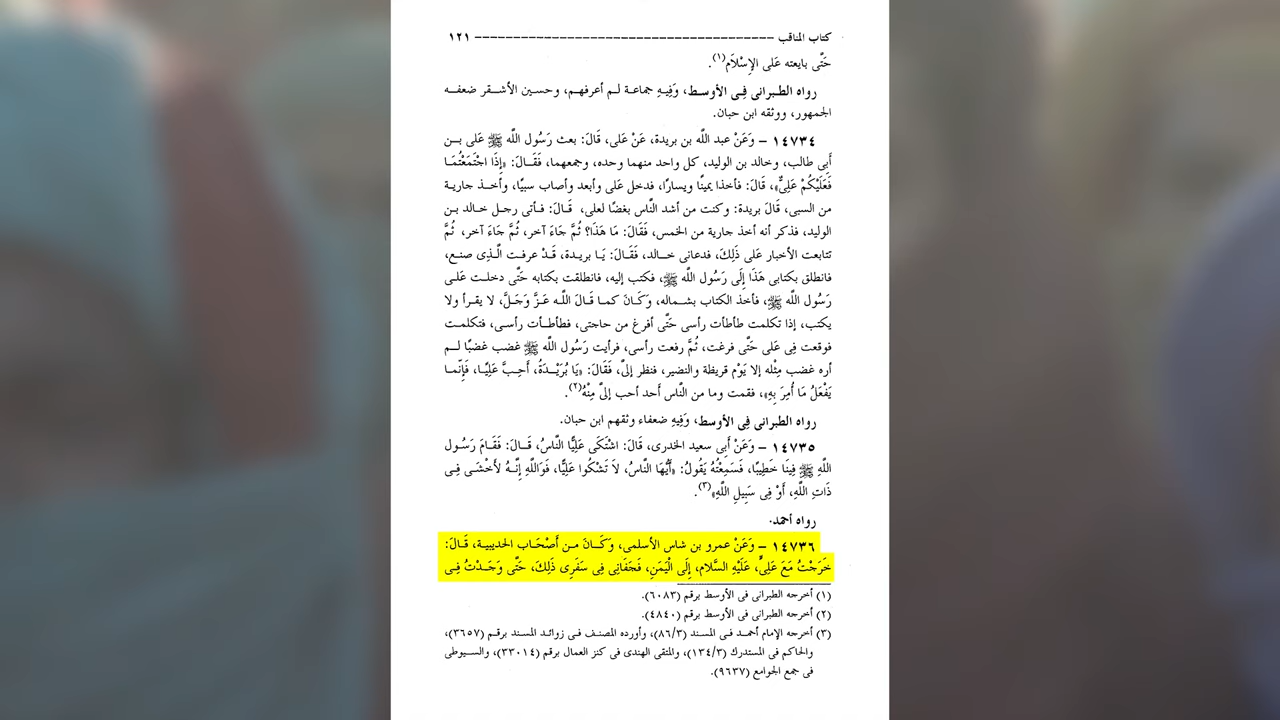 كتاب المناقب ------------------------------------- ١٢١
حَتَّى بايعته عَلى الإِسْلاَم(١).
رواه الطبرانى فِى الأوسط، وَفِيهِ جماعة لم أعرفهم، وحسين الأشقر ضعفه
الجمهور، ووثقه ابن حبان.
١٤٧٣٤ – وَعَنْ عبد اللَّه بن بريدة، عَنْ عَلى، قَالَ: بعث رَسُول اللَّه ﷺ عَلى بن
أَبِى طالب، وخالد بن الوليد، كل واحد منهما وحده، وجمعهما، فَقَالَ: «إِذَا اجْتَمَعْتُمَا
فَعَلَيْكُمْ عَلِىٌّ»، قَالَ: فأخذا يمينًا ويسارًا، فدخل عَلى وأبعد وأصاب سبيًا، وأخذ جارية
من السبى، قَالَ بريدة: وكنت من أشد النَّاس بغضًا لعلى، قَالَ: فأتى رجل خالد بن
الوليد، فذكر أنه أخذ جارية من الخمس، فَقَالَ: مَا هَذَا؟ ثُمَّ جَاءَ آخر، ثُمَّ جَاءَ آخر، ثُمَّ
تتابعت الأخبار عَلى ذَلِكَ، فدعانى خالد، فَقَالَ: يَا بريدة، قَدْ عرفت الَّذِى صنع،
فانطلق بكتابى هَذَا إِلَى رَسُول اللَّه ﷺ، فكتب إليه، فانطلقت بكتابه حَتَّى دخلت عَلى
رَسُول اللَّه ﷺ، فأخذ الكتاب بشماله، وَكَانَ كما قَالَ اللَّه عَزَّ وَجَلَّ، لا يقرأ ولا
يكتب، إذا تكلمت طأطأت رأسى حَتَّى أفرغ من حاجتى، فطأطأت رأسى، فتكلمت
فوقعت فِى عَلى حَتَّى فرغت، ثُمَّ رفعت رأسى، فرأيت رَسُول اللَّه ﷺ غضب غضبًا لم
أره غضب مِثْله إلا يَوْم قريظة والنضير، فنظر إلىَّ، فَقَالَ: «يَا بُرَيْدَةُ، أَحِبَّ عَلِيًا، فَإِنَّمَا
يَفْعَلُ مَا أُمِرَ بِهِ»، فقمت وما من النَّاس أَحد أحب إلىَّ مِنْهُ(٢).
رواه الطبرانى فِى الأوسط، وَفِيهِ ضعفاء وثقهم ابن حبان.
١٤٧٣٥ – وَعَنْ أَبِى سعيد الخدرى، قَالَ: اشْتَكَى عَلِيًّا النَّاسُ، قَالَ: فَقَامَ رَسُول
اللَّهِ ﷺ فِينَا خَطِيبًا، فَسَمِعْتُهُ يَقُولُ: «أَيُّهَا النَّاسُ، لاَ تَشْكُوا عَلِيًّا، فَوَاللَّهِ إِنَّهُ لأَخْشَى فِى
ذَاتِ اللَّهِ، أَوْ فِى سَبِيلِ اللَّهِ»(٣).
رواه أحمد.
١٤٧٣٦ – وَعَنْ عمرو بن شاس الأسلمى، وَكَانَ من أَصْحَاب الحديبية، قَالَ:
خَرَجْتُ مَعَ عَلِىٍّ، عَلَيْهِ السَّلام، إِلَى الْيَمَنِ، فَجَفَانِى فِى سَفَرِى ذَلِكَ، حَتَّى وَجَدْتُ فِى
(١) أخرجه الطبرانى فى الأوسط برقم (٦٠٨٣).
(٢) أخرجه الطبرانى فى الأوسط برقم (٤٨٤٠).
(٣) أخرجه الإمام أحمد فى المسند (٨٦/٣)، وأورده المصنف فى زوائد المسند برقم (٣٦٥٧)،
والحاكم فى المستدرك (١٣٤/٣)، والمتقى الهندى فى كنز العمال برقم (٣٣٠١٤)، والسيوطى
فى جمع الجوامع (٩٦٣٧).